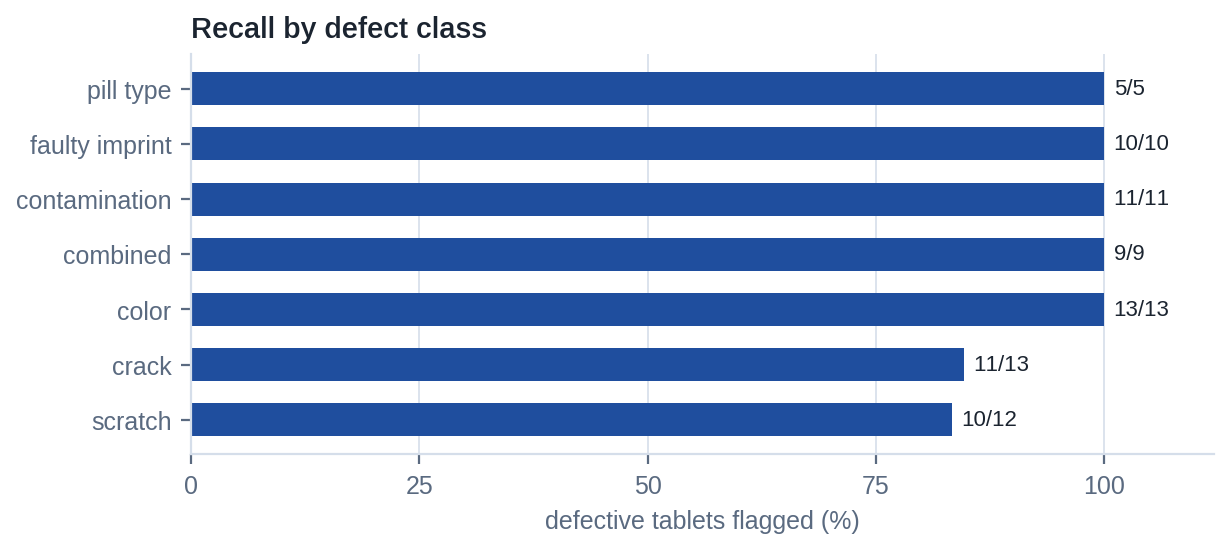 Recall by defect class
pill type 5/5
faulty imprint 10/10
contamination 11/11
combined 9/9
color 13/13
crack 11/13
scratch 10/12
0 25 50 75 100
defective tablets flagged (%)